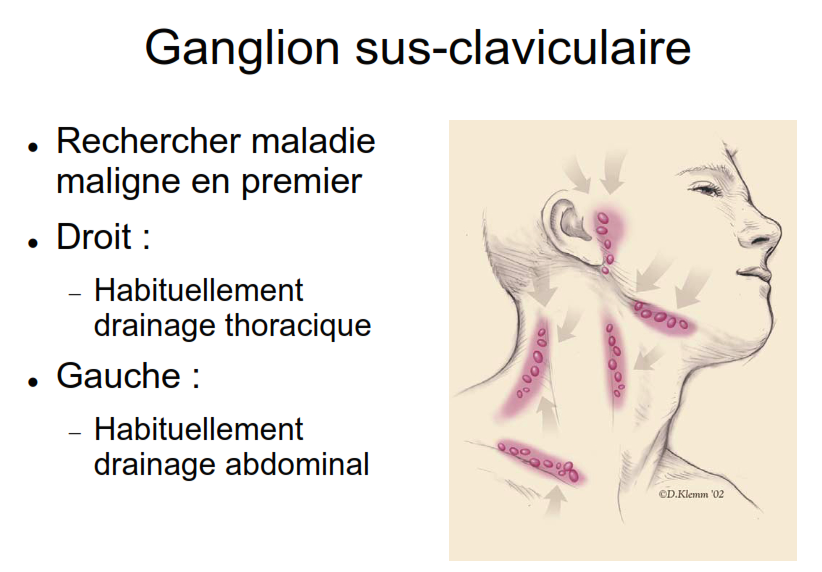 Ganglion sus-claviculaire
● Rechercher maladie
maligne en premier
● Droit :
– Habituellement
drainage thoracique
● Gauche :
– Habituellement
drainage abdominal
©D.Klemm '02